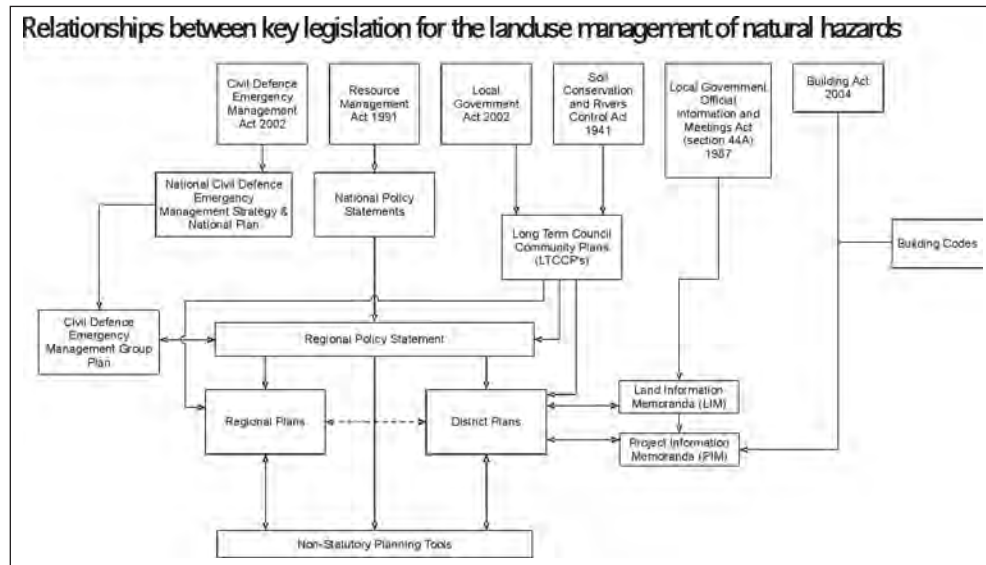 Relationships between key legislation for the landuse management of natural hazards
Civil Defence
Emergency
Management
Act 2002
Resource
Management
Act 1991
Local
Government
Act 2002
Soil
Conservation
and Rivers
Control Act
1941
Local Government
Official
Information and
Meetings Act
(section 44A)
1987
Building Act
2004
National Civil Defence
Emergency
Management Strategy &
National Plan
National Policy
Statements
Long Term Council
Community Plans
(LTCCP's)
Building Codes
Civil Defence
Emergency
Management Group
Plan
Regional Policy Statement
Regional Plans
District Plans
Land Information
Memoranda (LIM)
Project Information
Memoranda (PIM)
Non-Statutory Planning Tools